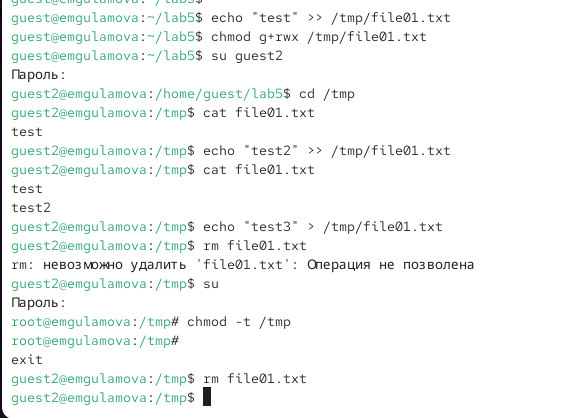 guest@emgulamova:~/lab5$
guest@emgulamova:~/lab5$ echo "test" >> /tmp/file01.txt
guest@emgulamova:~/lab5$ chmod g+rwx /tmp/file01.txt
guest@emgulamova:~/lab5$ su guest2
Пароль:
guest2@emgulamova:/home/guest/lab5$ cd /tmp
guest2@emgulamova:/tmp$ cat file01.txt
test
guest2@emgulamova:/tmp$ echo "test2" >> /tmp/file01.txt
guest2@emgulamova:/tmp$ cat file01.txt
test
test2
guest2@emgulamova:/tmp$ echo "test3" > /tmp/file01.txt
guest2@emgulamova:/tmp$ rm file01.txt
rm: невозможно удалить 'file01.txt': Операция не позволена
guest2@emgulamova:/tmp$ su
Пароль:
root@emgulamova:/tmp# chmod -t /tmp
root@emgulamova:/tmp#
exit
guest2@emgulamova:/tmp$ rm file01.txt
guest2@emgulamova:/tmp$